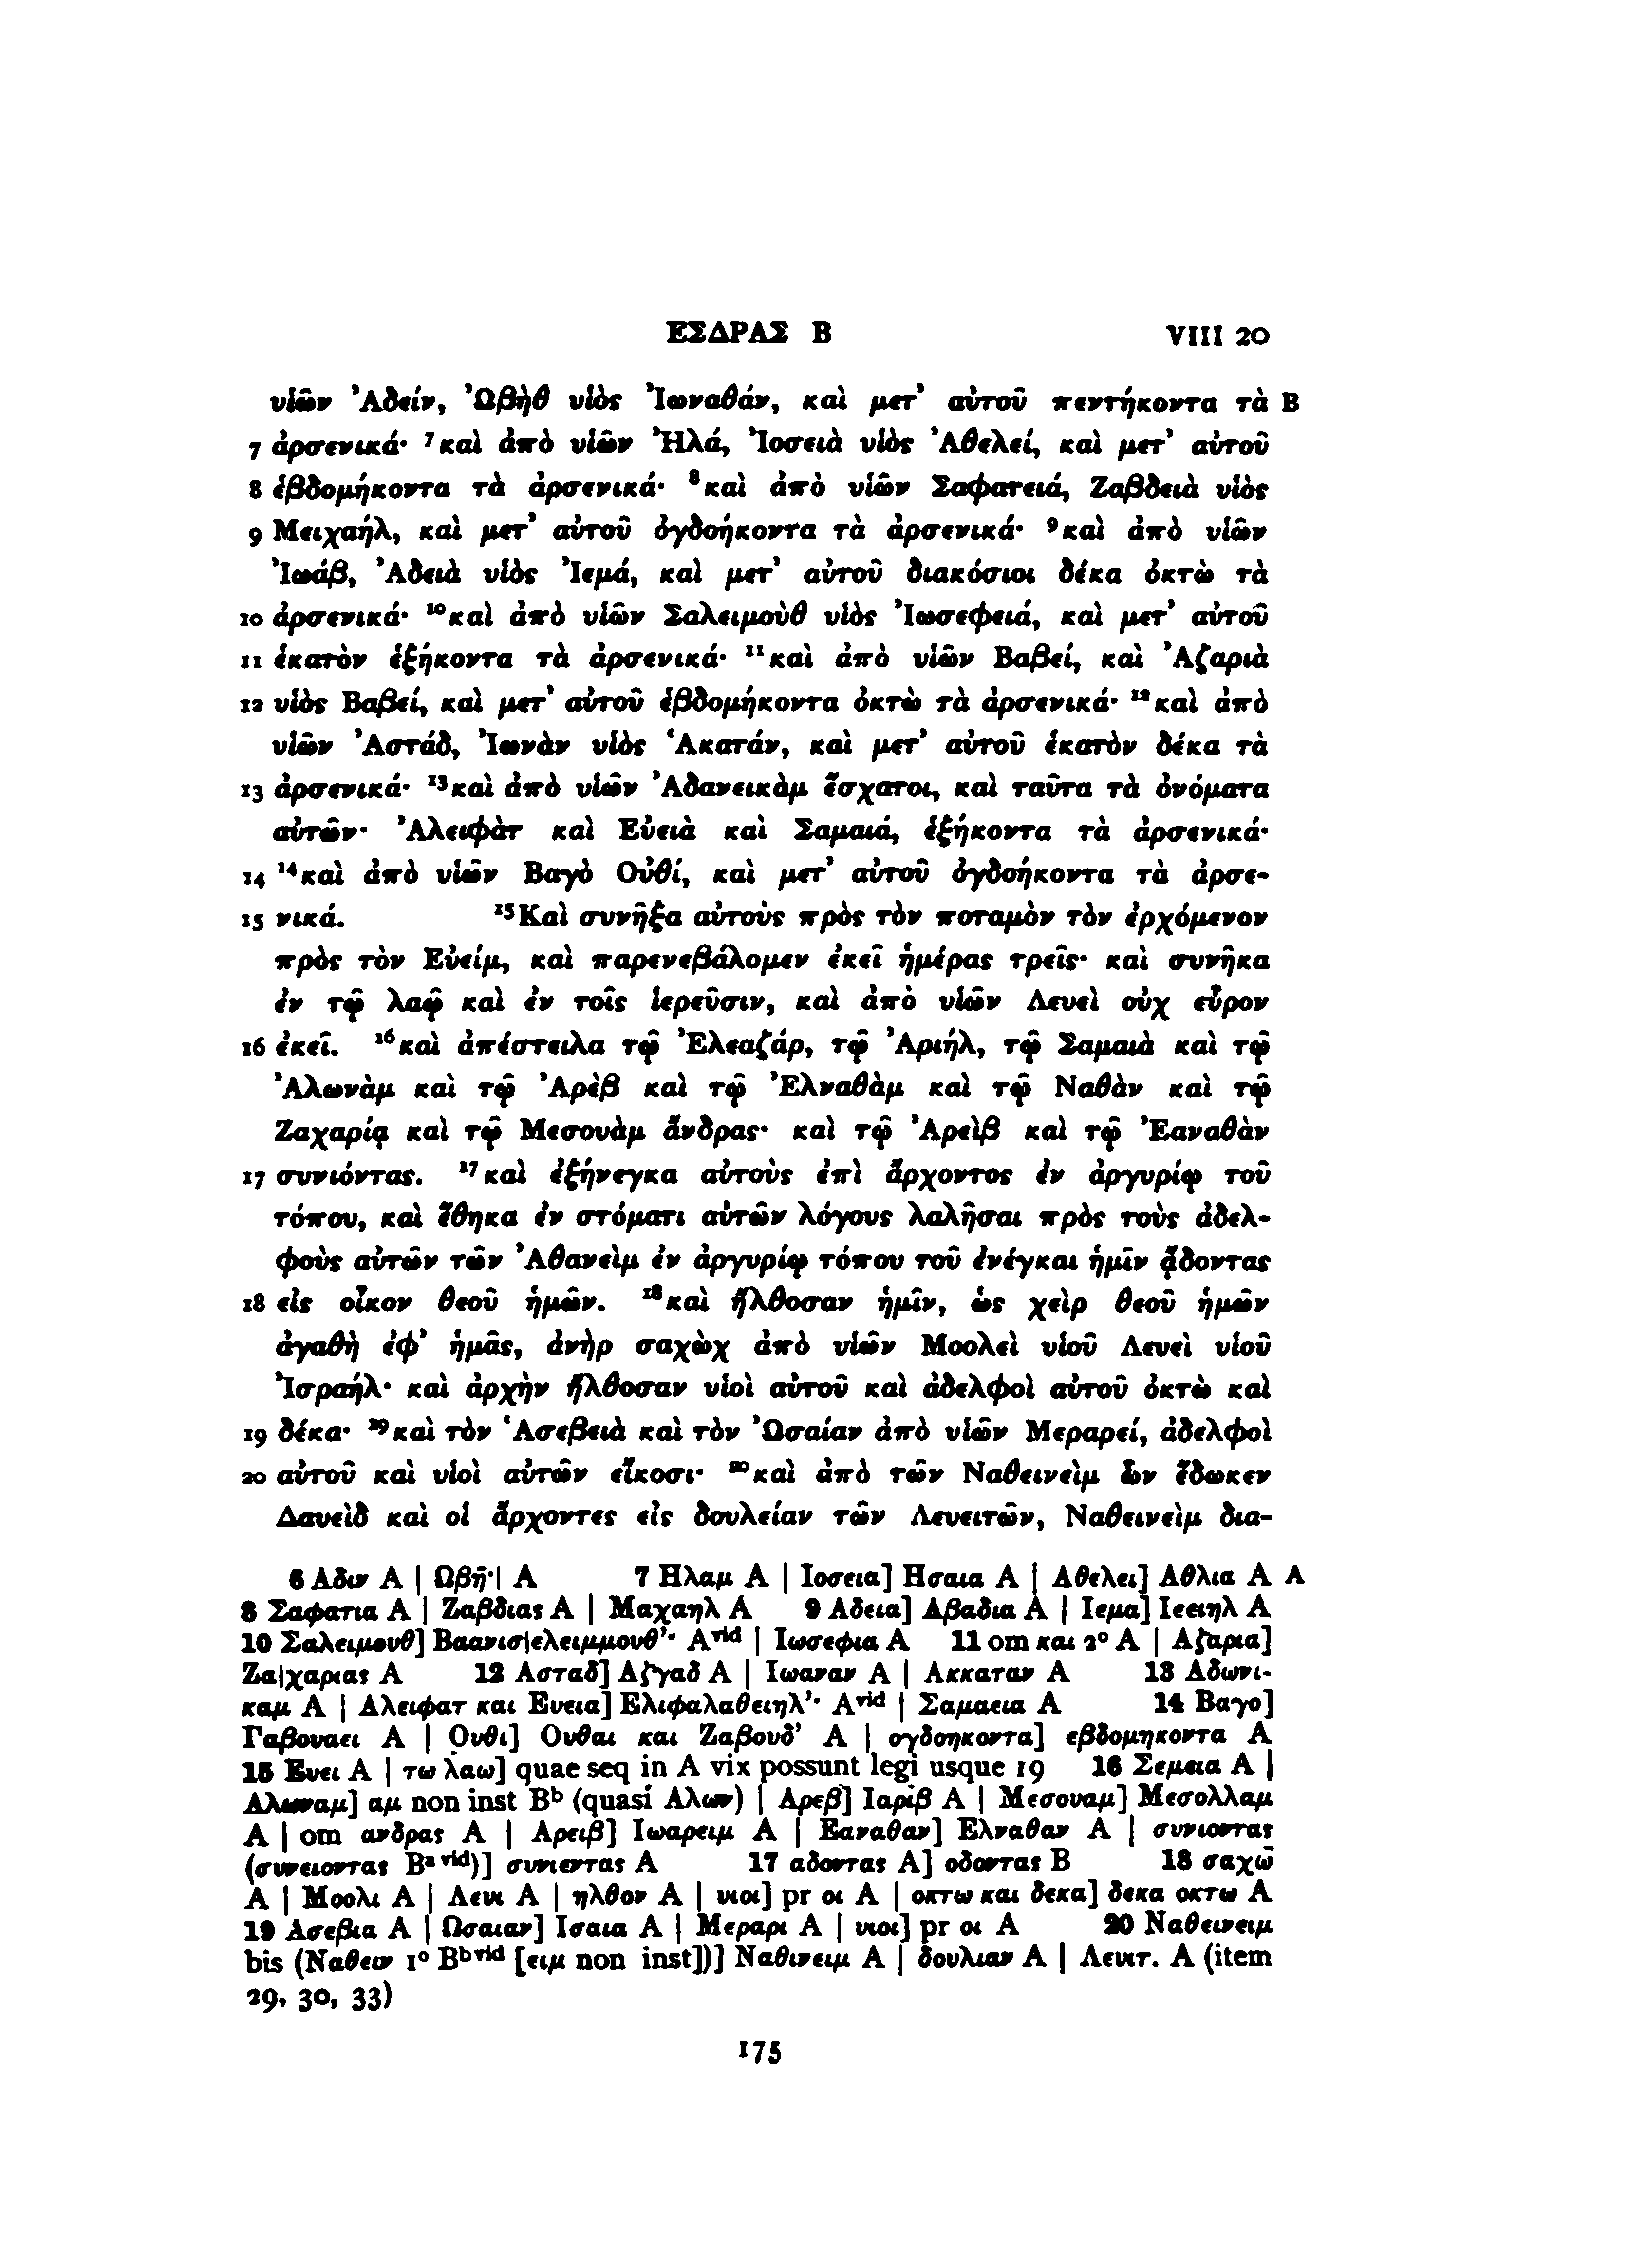 ΕΣΔΡΑΣ Β VIII 20
υἱῶν Ἀδείν, Ὠβὴθ υἱὸς Ἰωναθάν, καὶ μετ’ αὐτοῦ πεντήκοντα τὰ B
7 ἀρσενικά· ⁷καὶ ἀπὸ υἱῶν Ἠλά, Ἰοσειὰ υἱὸς Ἀθελεί, καὶ μετ’ αὐτοῦ
8 ἑβδομήκοντα τὰ ἀρσενικά· ⁸καὶ ἀπὸ υἱῶν Σαφατειά, Ζαβδειὰ υἱὸς
9 Μειχαήλ, καὶ μετ’ αὐτοῦ ὀγδοήκοντα τὰ ἀρσενικά· ⁹καὶ ἀπὸ υἱῶν
Ἰωάβ, Ἀδειὰ υἱὸς Ἰεμά, καὶ μετ’ αὐτοῦ διακόσιοι δέκα ὀκτὼ τὰ
10 ἀρσενικά· ¹⁰καὶ ἀπὸ υἱῶν Σαλειμοὺθ υἱὸς Ἰωσεφειά, καὶ μετ’ αὐτοῦ
11 ἑκατὸν ἑξήκοντα τὰ ἀρσενικά· ¹¹καὶ ἀπὸ υἱῶν Βαβεί, καὶ Ἀζαριὰ
12 υἱὸς Βαβεί, καὶ μετ’ αὐτοῦ ἑβδομήκοντα ὀκτὼ τὰ ἀρσενικά· ¹²καὶ ἀπὸ
υἱῶν Ἀστάδ, Ἰωνὰν υἱὸς Ἁκατάν, καὶ μετ’ αὐτοῦ ἑκατὸν δέκα τὰ
13 ἀρσενικά· ¹³καὶ ἀπὸ υἱῶν Ἀδανεικὰμ ἔσχατοι, καὶ ταῦτα τὰ ὀνόματα
αὐτῶν· Ἀλειφὰτ καὶ Εὐειὰ καὶ Σαμαιά, ἑξήκοντα τὰ ἀρσενικά·
14 ¹⁴καὶ ἀπὸ υἱῶν Βαγὸ Οὐθί, καὶ μετ’ αὐτοῦ ὀγδοήκοντα τὰ ἀρσε-
15 νικά. ¹⁵Καὶ συνῆξα αὐτοὺς πρὸς τὸν ποταμὸν τὸν ἐρχόμενον
πρὸς τὸν Εὐείμ, καὶ παρενεβάλομεν ἐκεῖ ἡμέρας τρεῖς· καὶ συνῆκα
ἐν τῷ λαῷ καὶ ἐν τοῖς ἱερεῦσιν, καὶ ἀπὸ υἱῶν Λευεὶ οὐχ εὗρον
16 ἐκεῖ. ¹⁶καὶ ἀπέστειλα τῷ Ἐλεαζάρ, τῷ Ἀριήλ, τῷ Σαμαιὰ καὶ τῷ
Ἀλωνὰμ καὶ τῷ Ἀρὲβ καὶ τῷ Ἐλναθὰμ καὶ τῷ Ναθὰν καὶ τῷ
Ζαχαρίᾳ καὶ τῷ Μεσουὰμ ἄνδρας· καὶ τῷ Ἀρεὶβ καὶ τῷ Ἐαναθὰν
17 συνιόντας. ¹⁷καὶ ἐξήνεγκα αὐτοὺς ἐπὶ ἄρχοντος ἐν ἀργυρίῳ τοῦ
τόπου, καὶ ἔθηκα ἐν στόματι αὐτῶν λόγους λαλῆσαι πρὸς τοὺς ἀδελ-
φοὺς αὐτῶν τῶν Ἀθανεὶμ ἐν ἀργυρίῳ τόπου τοῦ ἐνέγκαι ἡμῖν ᾄδοντας
18 εἰς οἶκον θεοῦ ἡμῶν. ¹⁸καὶ ἤλθοσαν ἡμῖν, ὡς χεὶρ θεοῦ ἡμῶν
ἀγαθὴ ἐφ’ ἡμᾶς, ἀνὴρ σαχὼχ ἀπὸ υἱῶν Μοολεὶ υἱοῦ Λευεὶ υἱοῦ
Ἰσραήλ· καὶ ἀρχὴν ἤλθοσαν υἱοὶ αὐτοῦ καὶ ἀδελφοὶ αὐτοῦ ὀκτὼ καὶ
19 δέκα· ¹⁹καὶ τὸν Ἁσεβειὰ καὶ τὸν Ὠσαίαν ἀπὸ υἱῶν Μεραρεί, ἀδελφοὶ
20 αὐτοῦ καὶ υἱοὶ αὐτῶν εἴκοσι· ²⁰καὶ ἀπὸ τῶν Ναθεινεὶμ ὧν ἔδωκεν
Δαυεὶδ καὶ οἱ ἄρχοντες εἰς δουλείαν τῶν Λευειτῶν, Ναθεινεὶμ δια-
6 Αδιν A | Ωβη̄·| A 7 Ηλαμ A | Ιοσεια] Ησαια A | Αθελει] Αθλια A A
8 Σαφατια A | Ζαβδιας A | Μαχαηλ A 9 Αδεια] Αβαδια A | Ιεμα] Ιεειηλ A
10 Σαλειμουθ] Βαανισ|ελειμμουθ’· Aᵛⁱᵈ | Ιωσεφια A 11 om και 2° A | Αζαρια]
Ζα|χαριας A 12 Ασταδ] Αζγαδ A | Ιωαναν A | Ακκαταν A 13 Αδωνι-
καμ A | Αλειφατ και Ευεια] Ελιφαλαθειηλ’· Aᵛⁱᵈ | Σαμαεια A 14 Βαγο]
Γαβουαει A | Ουθι] Ουθαι και Ζαβουδ’ A | ογδοηκοντα] εβδομηκοντα A
15 Ευει A | τω λαω] quae seq in A vix possunt legi usque 19 16 Σεμεια A |
Αλωναμ] αμ non inst Bᵇ (quasi Αλων) | Αρεβ] Ιαριβ A | Μεσουαμ] Μεσολλαμ
A | om ανδρας A | Αρειβ] Ιωαρειμ A | Εαναθαν] Ελναθαν A | συνιοντας
(συνειοντας Bᵃ ᵛⁱᵈ)] συνιεντας A 17 αδοντας A] οδοντας B 18 σαχω̄
A | Μοολι A | Λευι A | ηλθον A | υιοι] pr οι A | οκτω και δεκα] δεκα οκτω A
19 Ασεβια A | Ωσαιαν] Ισαια A | Μεραρι A | υιοι] pr οι A 20 Ναθεινειμ
bis (Ναθειν 1° Bᵇ ᵛⁱᵈ [ειμ non inst])] Ναθινειμ A | δουλιαν A | Λευιτ. A (item
29, 30, 33)
175